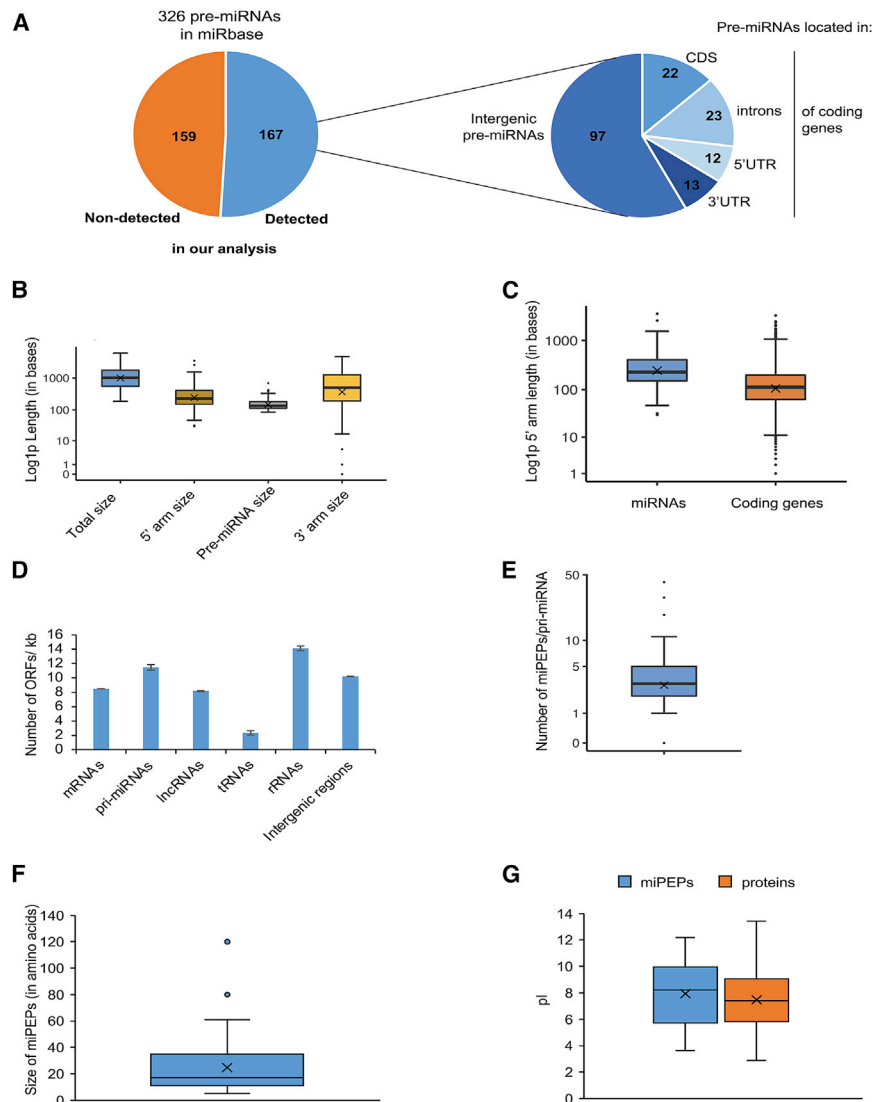 A
326 pre-miRNAs
in miRbase
159
167
Non-detected
Detected
in our analysis
Pre-miRNAs located in:
CDS
22
Intergenic
pre-miRNAs
97
23
introns
12
5'UTR
13
3'UTR
of coding
genes
B
Log1p Length (in bases)
1000
100
10
1
0
Total size
5' arm size
Pre-miRNA size
3' arm size
C
Log1p 5' arm length (in bases)
1000
100
10
1
miRNAs
Coding genes
D
Number of ORFs/ kb
16
14
12
10
8
6
4
2
0
mRNAs
pri-miRNAs
lncRNAs
tRNAs
rRNAs
Intergenic regions
E
Number of miPEPs/pri-miRNA
50
10
5
1
0
F
Size of miPEPs (in amino acids)
140
120
100
80
60
40
20
0
G
miPEPs
proteins
pI
14
12
10
8
6
4
2
0